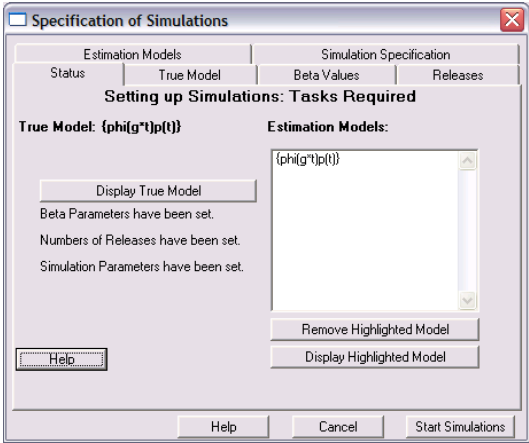 Specification of Simulations
Estimation Models
Simulation Specification
Status
True Model
Beta Values
Releases
Setting up Simulations: Tasks Required
True Model: {phi(g*t)p(t)}
Estimation Models:
{phi(g*t)p(t)}
Display True Model
Beta Parameters have been set.
Numbers of Releases have been set.
Simulation Parameters have been set.
Remove Highlighted Model
Display Highlighted Model
Help
Help
Cancel
Start Simulations